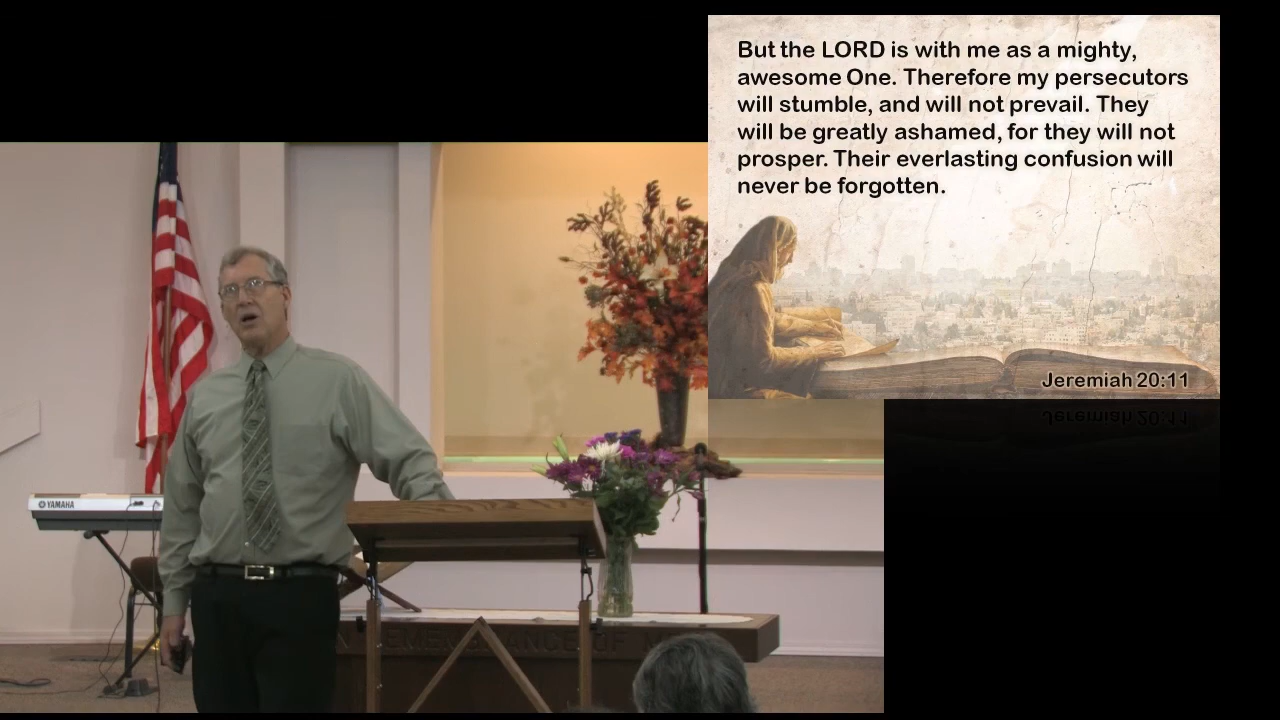 But the LORD is with me as a mighty,
awesome One. Therefore my persecutors
will stumble, and will not prevail. They
will be greatly ashamed, for they will not
prosper. Their everlasting confusion will
never be forgotten.
Jeremiah 20:11
YAMAHA
REMEMBRANCE OF